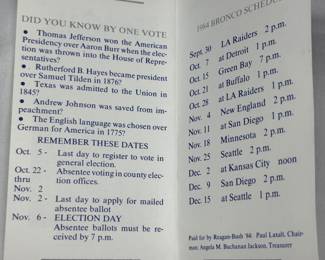 DID YOU KNOW BY ONE VOTE
• Thomas Jefferson won the American
Presidency over Aaron Burr when the
election was thrown into the House of Repre-
sentatives?
• Rutherford B. Hayes became president
over Samuel Tilden in 1876?
• Texas was admitted to the Union in
1845?
• Andrew Johnson was saved from im-
peachment?
• The English language was chosen over
German for America in 1775?
REMEMBER THESE DATES
Oct. 5 - Last day to register to vote in
general election.
Oct. 22 - Absentee voting in county elec-
thru tion offices.
Nov. 2
Nov. 2 - Last day to apply for mailed
absentee ballot
Nov. 6 - ELECTION DAY
Absentee ballots must be re-
ceived by 7 p.m.
1984 BRONCO SCHEDU
Sept. 30 LA Raiders 2 p.m.
Oct. 7 at Detroit 1 p.m.
Oct. 15 Green Bay 7 p.m.
Oct. 21 at Buffalo 1 p.m.
Oct. 28 at LA Raiders 1 p.m.
Nov. 4 New England 2 p.m.
Nov. 11 at San Diego 1 p.m.
Nov. 18 Minnesota 2 p.m.
Nov. 25 Seattle 2 p.m.
Dec. 2 at Kansas City noon
Dec. 9 San Diego 2 p.m.
Dec. 15 at Seattle 1 p.m.
Paid for by Reagan-Bush '84: Paul Laxalt, Chair-
man; Angela M. Buchanan Jackson, Treasurer